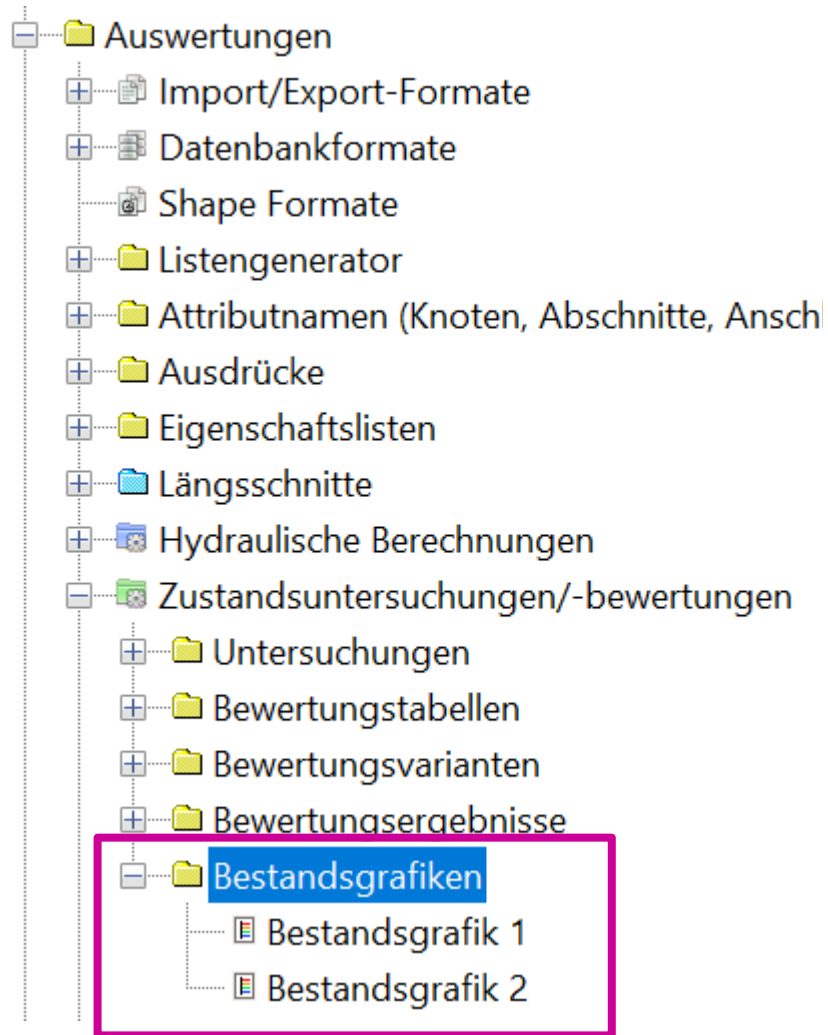 Auswertungen
Import/Export-Formate
Datenbankformate
Shape Formate
Listengenerator
Attributnamen (Knoten, Abschnitte, Ansch
Ausdrücke
Eigenschaftslisten
Längsschnitte
Hydraulische Berechnungen
Zustandsuntersuchungen/-bewertungen
Untersuchungen
Bewertungstabellen
Bewertungsvarianten
Bewertungsergebnisse
Bestandsgrafiken
Bestandsgrafik 1
Bestandsgrafik 2